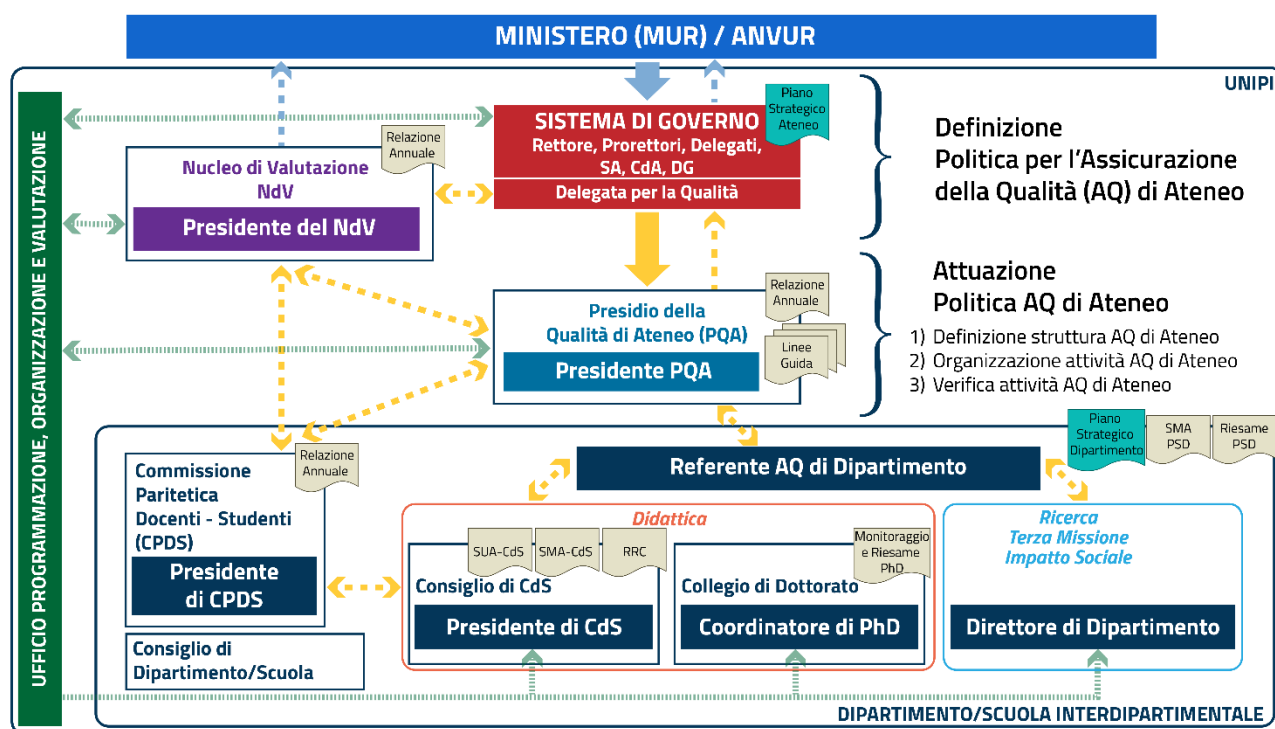 MINISTERO (MUR) / ANVUR
UNIPI
UFFICIO PROGRAMMAZIONE, ORGANIZZAZIONE E VALUTAZIONE
Relazione
Annuale
Nucleo di Valutazione
NdV
Presidente del NdV
Piano
Strategico
Ateneo
SISTEMA DI GOVERNO
Rettore, Prorettori, Delegati,
SA, CdA, DG
Delegata per la Qualità
Definizione
Politica per l'Assicurazione
della Qualità (AQ) di Ateneo
Relazione
Annuale
Presidio della
Qualità di Ateneo (PQA)
Linee
Guida
Presidente PQA
Attuazione
Politica AQ di Ateneo
1) Definizione struttura AQ di Ateneo
2) Organizzazione attività AQ di Ateneo
3) Verifica attività AQ di Ateneo
Piano
Strategico
Dipartimento
SMA
PSD
Riesame
PSD
Relazione
Annuale
Commissione
Paritetica
Docenti - Studenti
(CPDS)
Presidente
di CPDS
Consiglio di
Dipartimento/Scuola
Referente AQ di Dipartimento
Didattica
SUA-CdS
SMA-CdS
RRC
Consiglio di CdS
Presidente di CdS
Monitoraggio
e Riesame
PhD
Collegio di Dottorato
Coordinatore di PhD
Ricerca
Terza Missione
Impatto Sociale
Direttore di Dipartimento
DIPARTIMENTO/SCUOLA INTERDIPARTIMENTALE